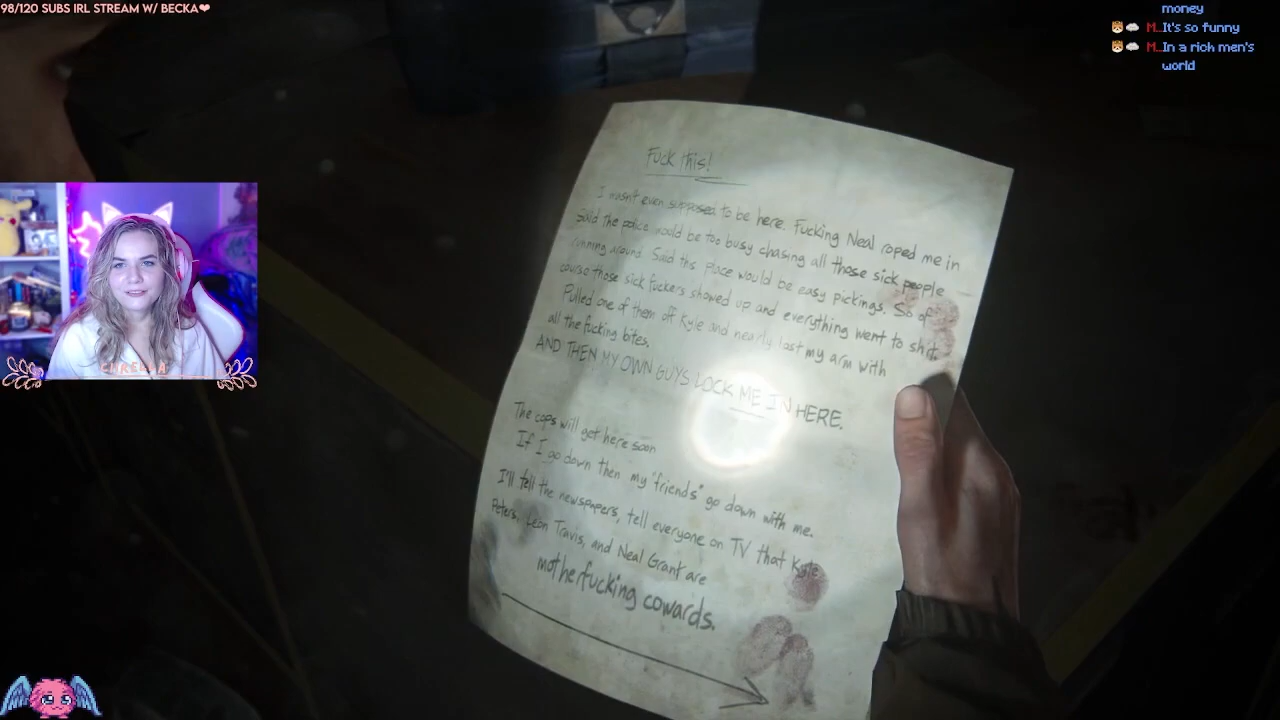 98/120 SUBS IRL STREAM W/ BECKA❤
money
M..It's so funny
M..In a rich men's
world
Fuck this!
I wasn't even supposed to be here. Fucking Neal roped me in
said the police would be too busy chasing all those sick people
running around. Said this place would be easy pickings. So of
course those sick fuckers showed up and everything went to shit.
Pulled one of them off Kyle and nearly lost my arm with
all the fucking bites.
AND THEN MY OWN GUYS LOCK ME IN HERE.
The cops will get here soon
If I go down then my "friends" go down with me.
I'll tell the newspapers, tell everyone on TV that Kyle
Peters, Leon Travis, and Neal Grant are
motherfucking cowards.